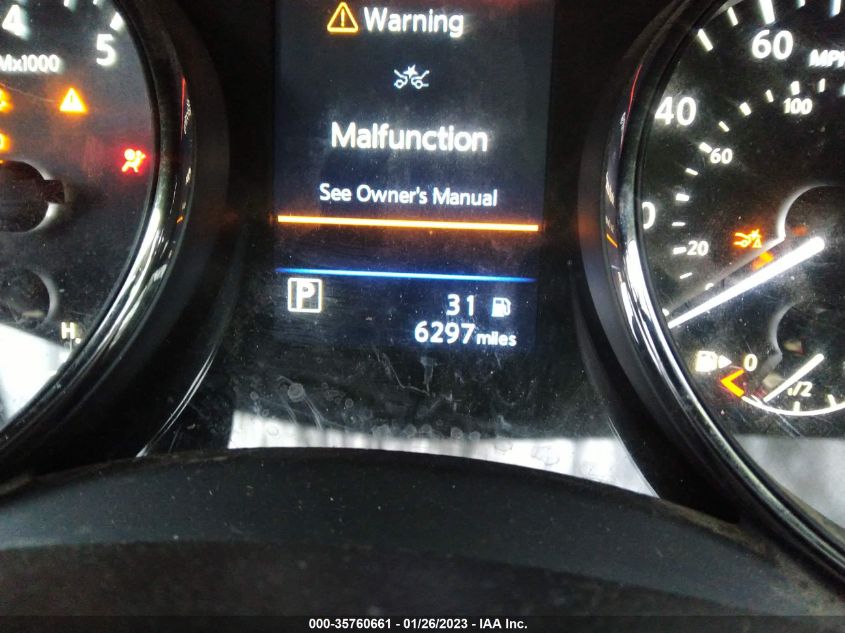 4
5
x1000
Warning
Malfunction
See Owner's Manual
P
31
6297 miles
H
60
MPH
40
100
60
20
0
1/2
000-35760661 - 01/26/2023 - IAA Inc.